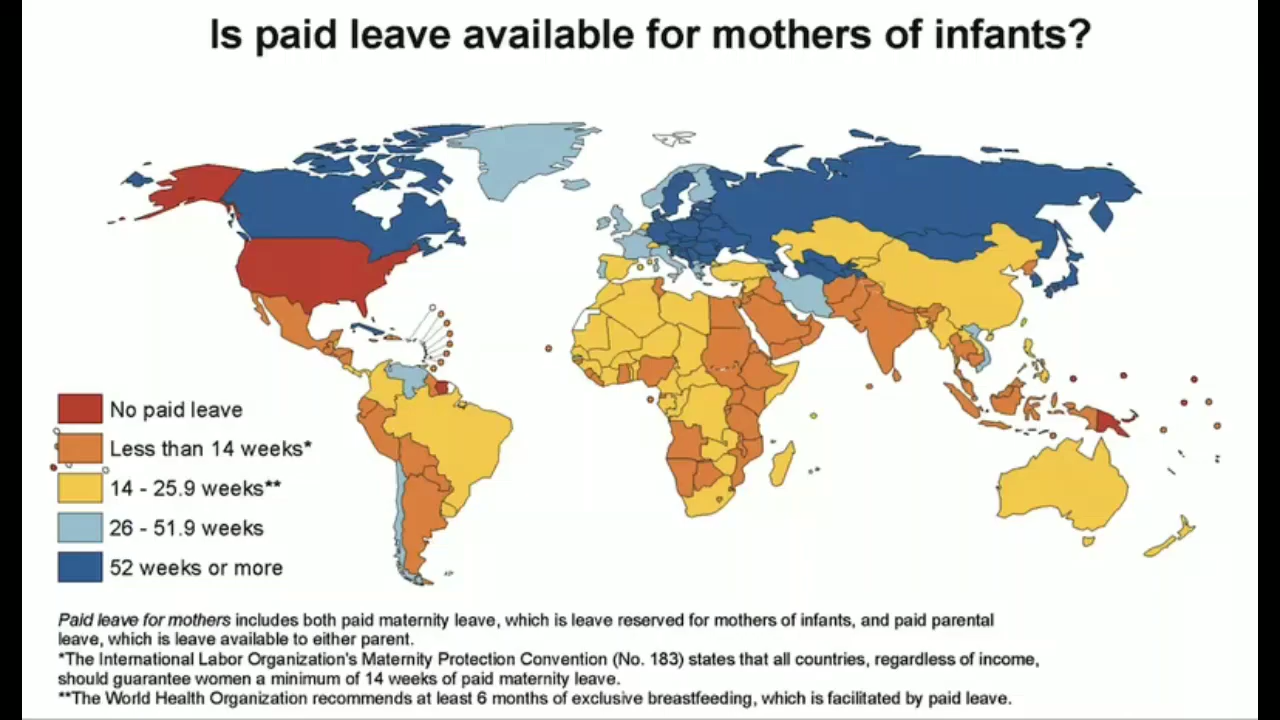 Is paid leave available for mothers of infants?
No paid leave
Less than 14 weeks*
14 - 25.9 weeks**
26 - 51.9 weeks
52 weeks or more
Paid leave for mothers includes both paid maternity leave, which is leave reserved for mothers of infants, and paid parental
leave, which is leave available to either parent.
*The International Labor Organization's Maternity Protection Convention (No. 183) states that all countries, regardless of income,
should guarantee women a minimum of 14 weeks of paid maternity leave.
**The World Health Organization recommends at least 6 months of exclusive breastfeeding, which is facilitated by paid leave.